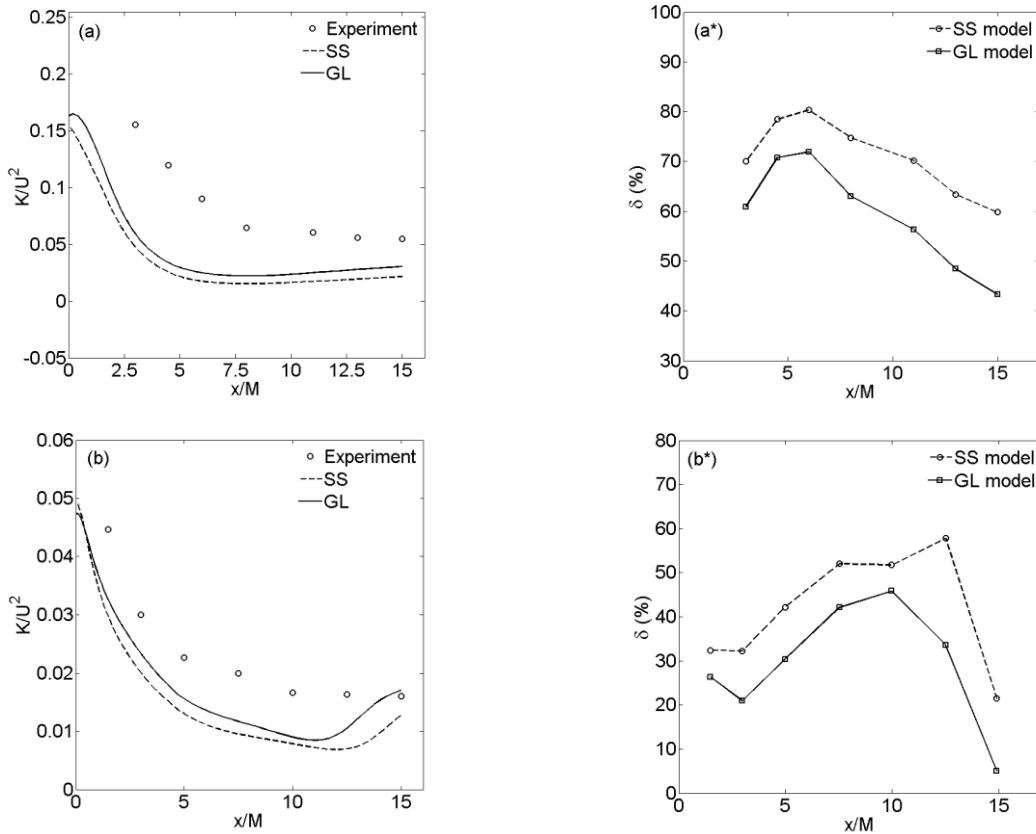 (a)
Experiment
SS
GL
0.25
0.2
0.15
0.1
0.05
0
-0.05
K/U²
0 2.5 5 7.5 10 12.5 15
x/M
(a*)
SS model
GL model
100
90
80
70
60
50
40
30
δ (%)
0 5 10 15
x/M
(b)
Experiment
SS
GL
0.06
0.05
0.04
0.03
0.02
0.01
0
K/U²
0 5 10 15
x/M
(b*)
SS model
GL model
80
70
60
50
40
30
20
10
0
δ (%)
0 5 10 15
x/M